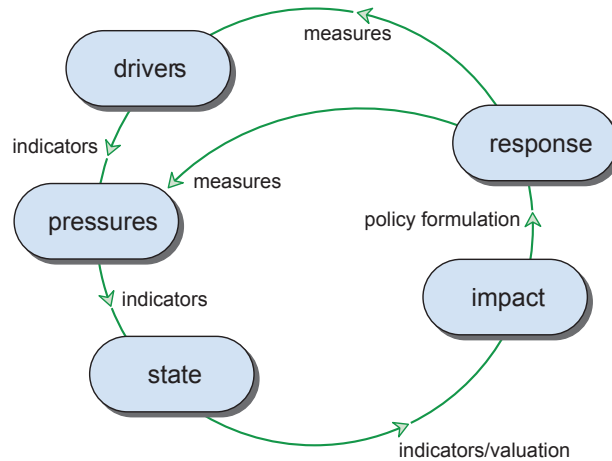 measures
drivers
response
indicators
measures
pressures
policy formulation
indicators
impact
state
indicators/valuation